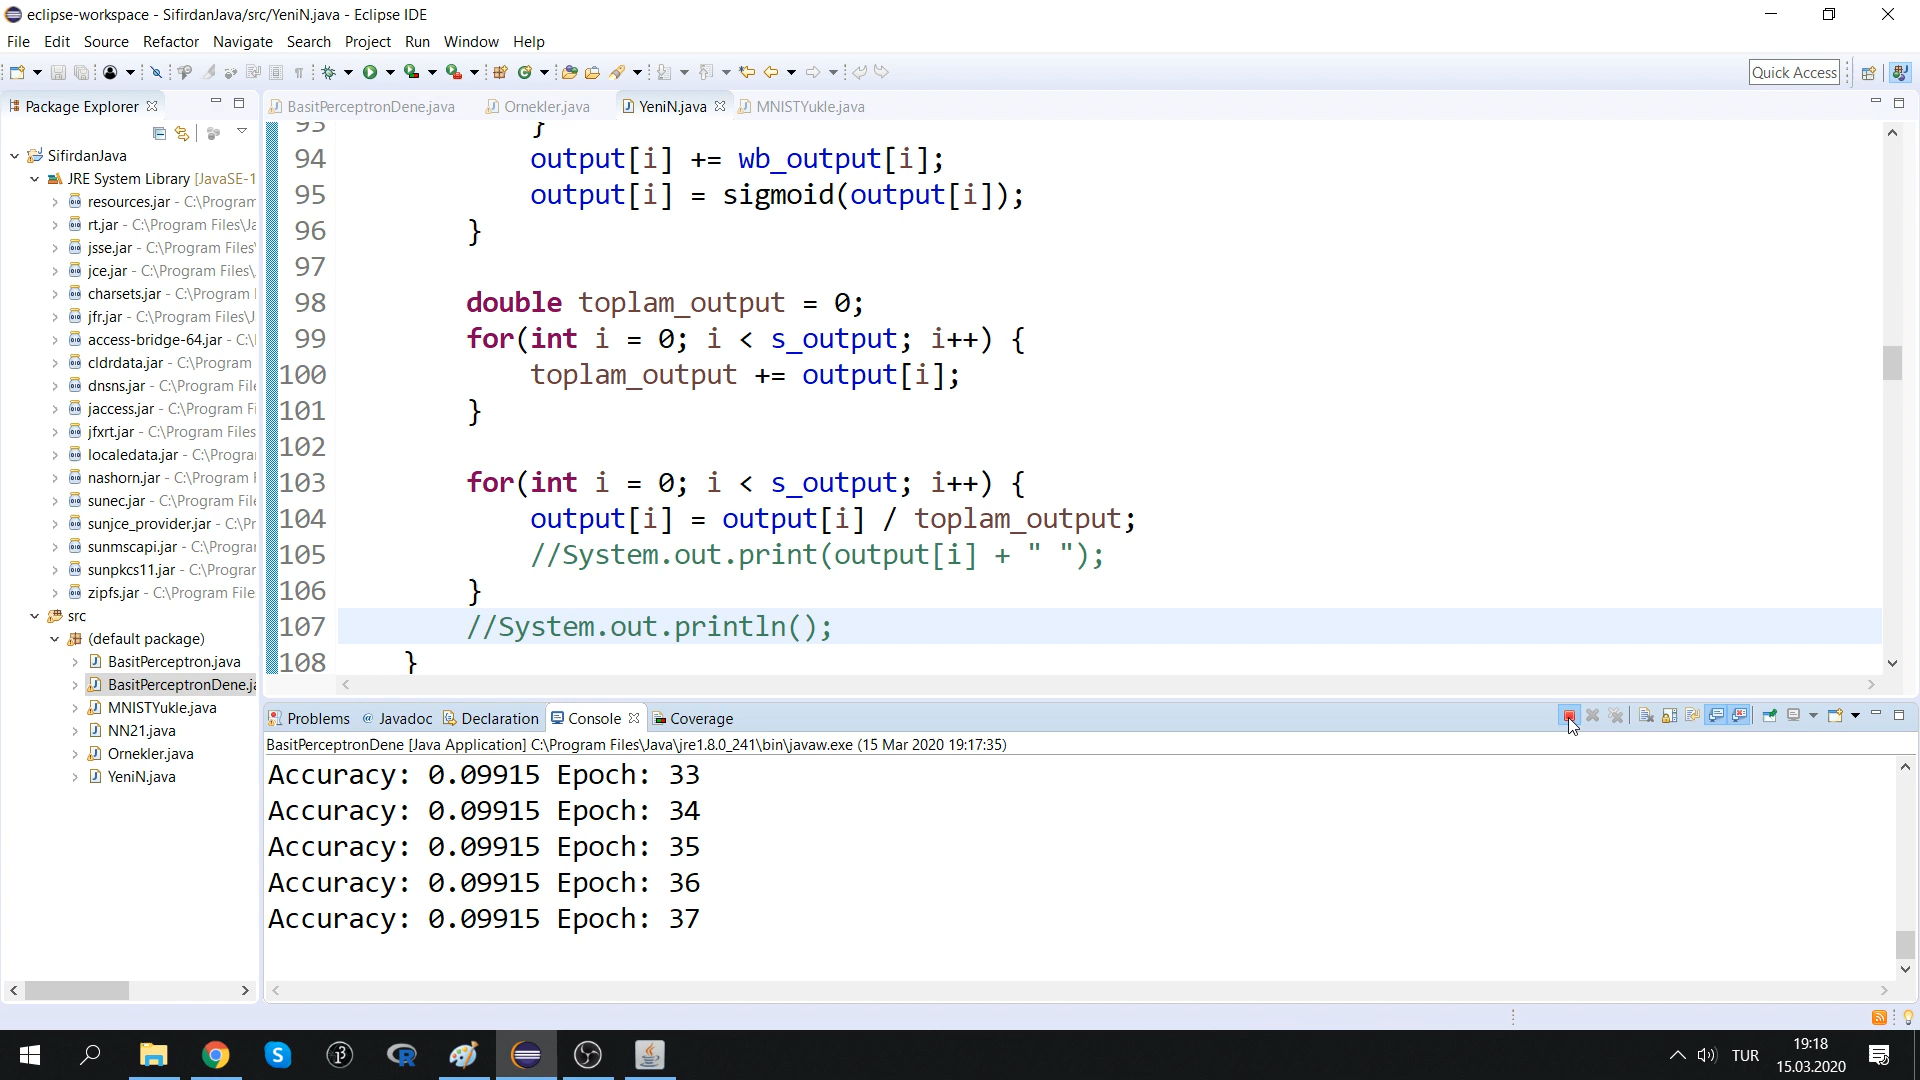 eclipse-workspace - SifirdanJava/src/YeniN.java - Eclipse IDE
File Edit Source Refactor Navigate Search Project Run Window Help
Quick Access
Package Explorer
BasitPerceptronDene.java Ornekler.java YeniN.java MNISTYukle.java
SifirdanJava
JRE System Library [JavaSE-1
resources.jar - C:\Program
rt.jar - C:\Program Files\Ja
jsse.jar - C:\Program Files\
jce.jar - C:\Program Files\
charsets.jar - C:\Program
jfr.jar - C:\Program Files\J
access-bridge-64.jar - C:\
cldrdata.jar - C:\Program
dnsns.jar - C:\Program File
jaccess.jar - C:\Program Fi
jfxrt.jar - C:\Program Files
localedata.jar - C:\Progra
nashorn.jar - C:\Program
sunec.jar - C:\Program File
sunjce_provider.jar - C:\Pr
sunmscapi.jar - C:\Progra
sunpkcs11.jar - C:\Progra
zipfs.jar - C:\Program File
src
(default package)
BasitPerceptron.java
BasitPerceptronDene.ja
MNISTYukle.java
NN21.java
Ornekler.java
YeniN.java
93 }
94 output[i] += wb_output[i];
95 output[i] = sigmoid(output[i]);
96 }
97
98 double toplam_output = 0;
99 for(int i = 0; i < s_output; i++) {
100 toplam_output += output[i];
101 }
102
103 for(int i = 0; i < s_output; i++) {
104 output[i] = output[i] / toplam_output;
105 //System.out.print(output[i] + " ");
106 }
107 //System.out.println();
108 }
Problems Javadoc Declaration Console Coverage
BasitPerceptronDene [Java Application] C:\Program Files\Java\jre1.8.0_241\bin\javaw.exe (15 Mar 2020 19:17:35)
Accuracy: 0.09915 Epoch: 33
Accuracy: 0.09915 Epoch: 34
Accuracy: 0.09915 Epoch: 35
Accuracy: 0.09915 Epoch: 36
Accuracy: 0.09915 Epoch: 37
TUR
19:18
15.03.2020